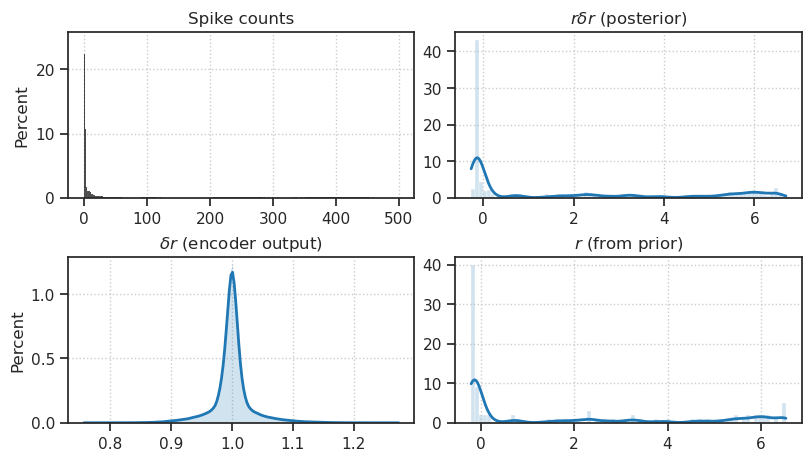 Spike counts
rδr (posterior)
Percent
20
10
0
0 100 200 300 400 500
40
30
20
10
0
0 2 4 6
δr (encoder output)
r (from prior)
Percent
1.0
0.5
0.0
0.8 0.9 1.0 1.1 1.2
40
30
20
10
0
0 2 4 6